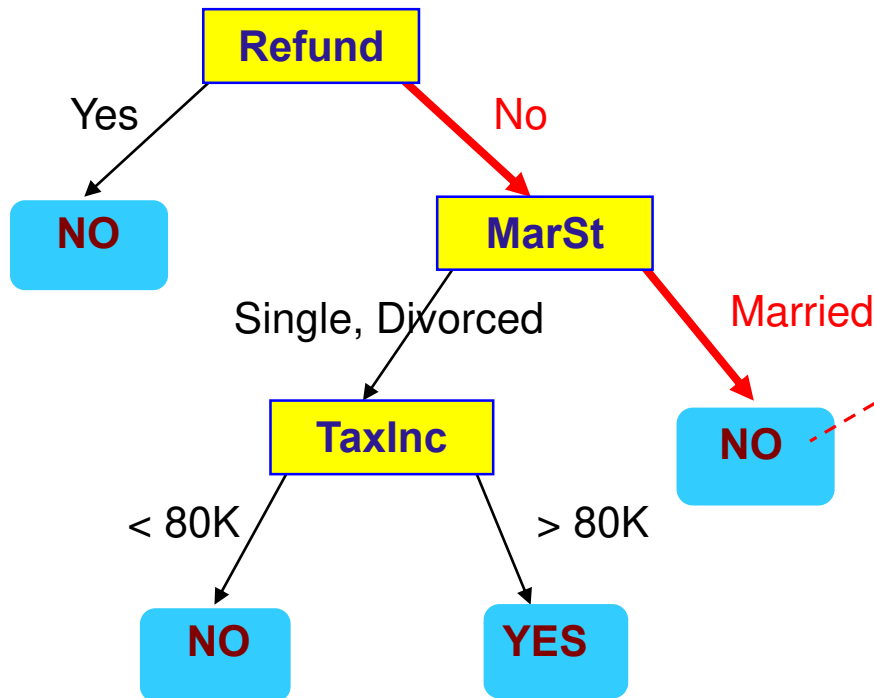 Refund
Yes
No
NO
MarSt
Single, Divorced
Married
TaxInc
NO
< 80K
> 80K
NO
YES